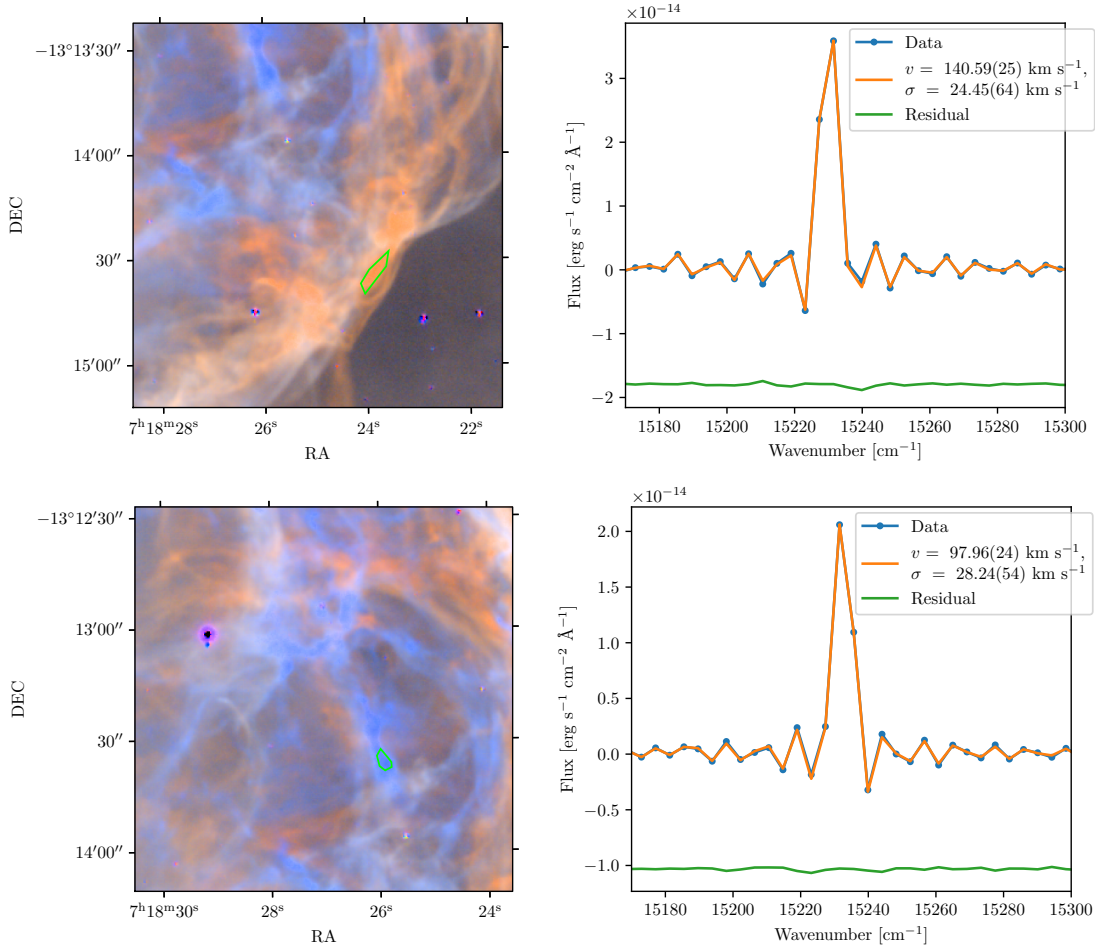 ×10⁻¹⁴
−13°13′30″
14′00″
30″
15′00″
DEC
7ʰ18ᵐ28ˢ
26ˢ
24ˢ
22ˢ
RA
3
2
1
0
−1
−2
Flux [erg s⁻¹ cm⁻² Å⁻¹]
Data
v = 140.59(25) km s⁻¹,
σ = 24.45(64) km s⁻¹
Residual
15180 15200 15220 15240 15260 15280 15300
Wavenumber [cm⁻¹]
×10⁻¹⁴
−13°12′30″
13′00″
30″
14′00″
DEC
7ʰ18ᵐ30ˢ
28ˢ
26ˢ
24ˢ
RA
2.0
1.5
1.0
0.5
0.0
−0.5
−1.0
Flux [erg s⁻¹ cm⁻² Å⁻¹]
Data
v = 97.96(24) km s⁻¹,
σ = 28.24(54) km s⁻¹
Residual
15180 15200 15220 15240 15260 15280 15300
Wavenumber [cm⁻¹]